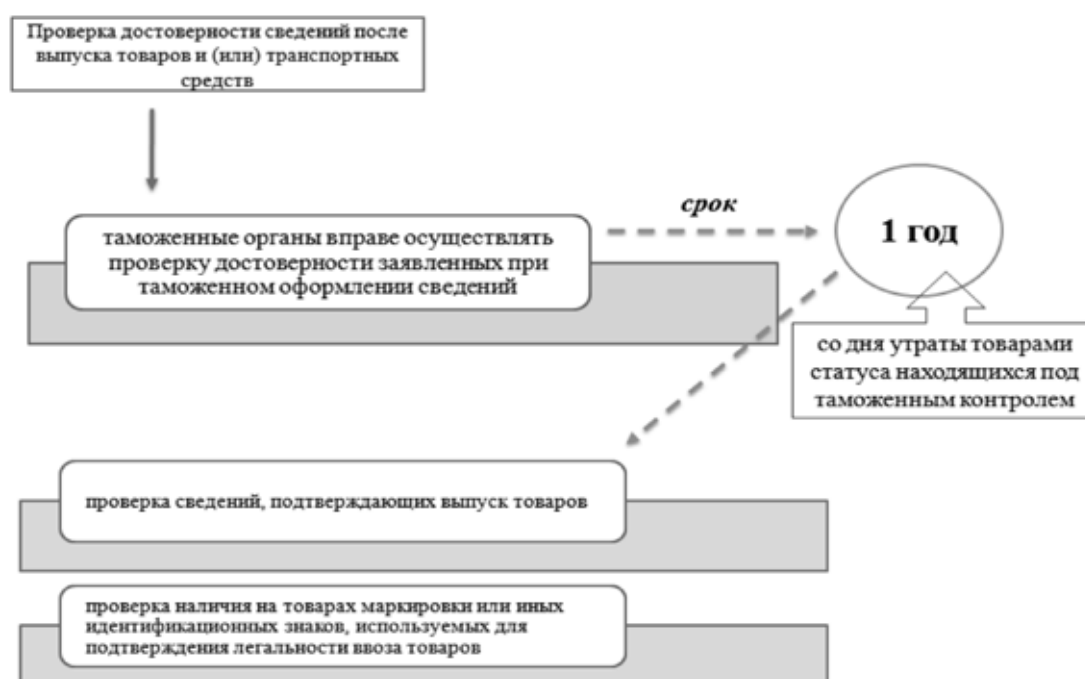 Проверка достоверности сведений после
выпуска товаров и (или) транспортных
средств
таможенные органы вправе осуществлять
проверку достоверности заявленных при
таможенном оформлении сведений
срок
1 год
со дня утраты товарами
статуса находящихся под
таможенным контролем
проверка сведений, подтверждающих выпуск товаров
проверка наличия на товарах маркировки или иных
идентификационных знаков, используемых для
подтверждения легальности ввоза товаров